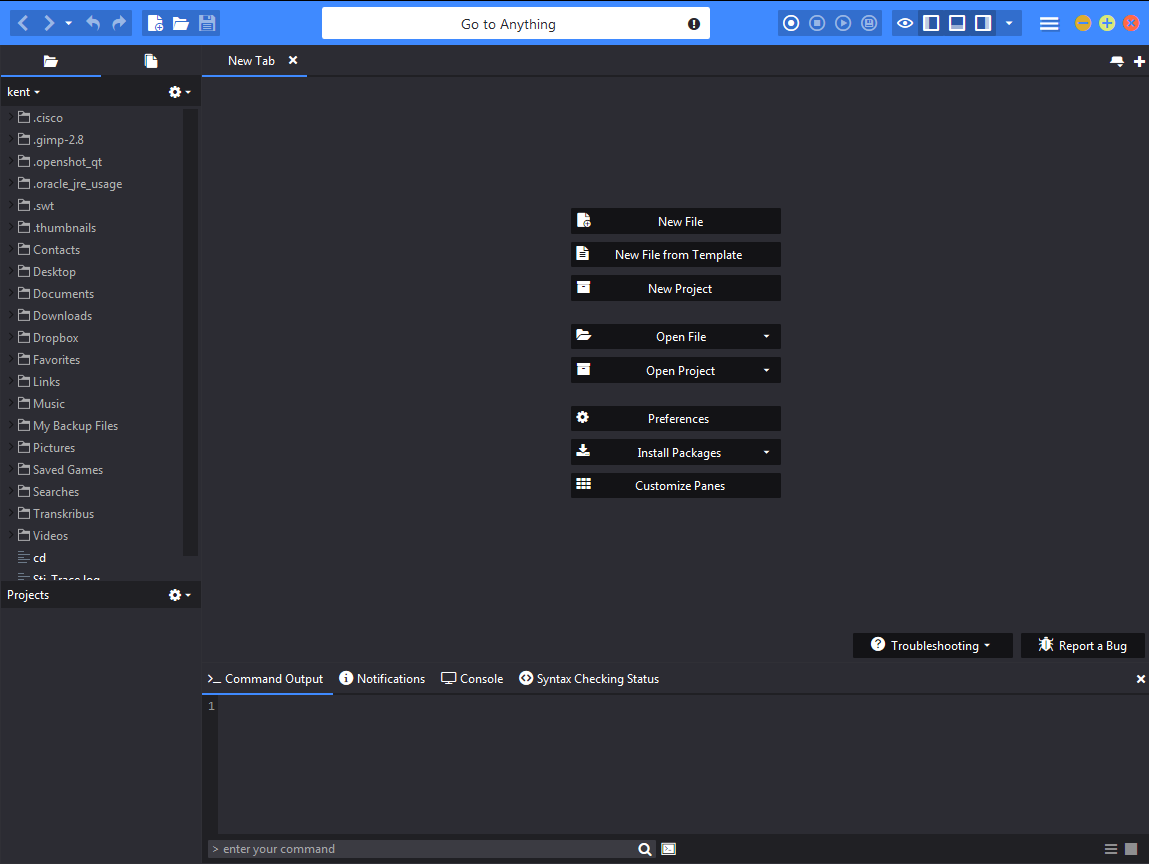 Go to Anything
New Tab
kent
.cisco
.gimp-2.8
.openshot_qt
.oracle_jre_usage
.swt
.thumbnails
Contacts
Desktop
Documents
Downloads
Dropbox
Favorites
Links
Music
My Backup Files
Pictures
Saved Games
Searches
Transkribus
Videos
cd
Sti_Trace.log
Projects
New File
New File from Template
New Project
Open File
Open Project
Preferences
Install Packages
Customize Panes
Troubleshooting
Report a Bug
Command Output
Notifications
Console
Syntax Checking Status
1
> enter your command